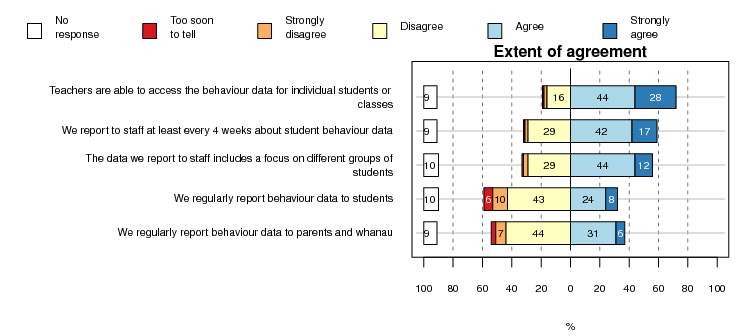 No response
Too soon to tell
Strongly disagree
Disagree
Agree
Strongly agree
Extent of agreement
Teachers are able to access the behaviour data for individual students or
classes
9 16 44 28
We report to staff at least every 4 weeks about student behaviour data
9 29 42 17
The data we report to staff includes a focus on different groups of
students
10 29 44 12
We regularly report behaviour data to students
10 6 10 43 24 8
We regularly report behaviour data to parents and whanau
9 7 44 31 6
100 80 60 40 20 0 20 40 60 80 100
%